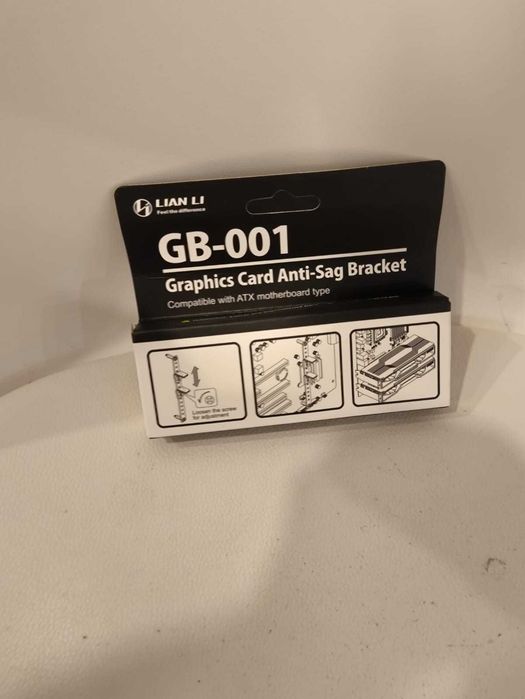 LIAN LI
Feel the difference
GB-001
Graphics Card Anti-Sag Bracket
Compatible with ATX motherboard type
Loosen the screw
for adjustment